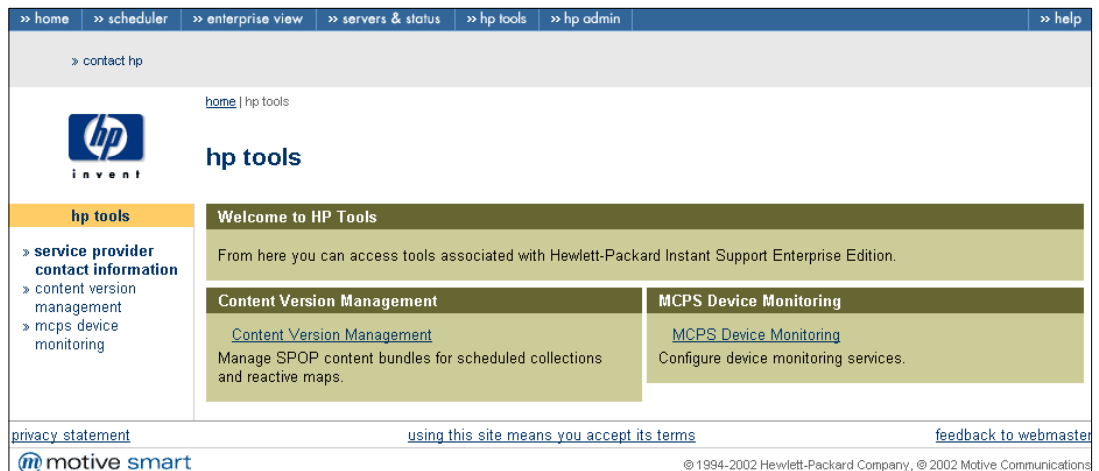 » home » scheduler » enterprise view » servers & status » hp tools » hp admin » help
» contact hp
home | hp tools
hp
invent
hp tools
hp tools
» service provider
contact information
» content version
management
» mcps device
monitoring
Welcome to HP Tools
From here you can access tools associated with Hewlett-Packard Instant Support Enterprise Edition.
Content Version Management
Content Version Management
Manage SPOP content bundles for scheduled collections
and reactive maps.
MCPS Device Monitoring
MCPS Device Monitoring
Configure device monitoring services.
privacy statement using this site means you accept its terms feedback to webmaster
m motive smart © 1994-2002 Hewlett-Packard Company, © 2002 Motive Communications